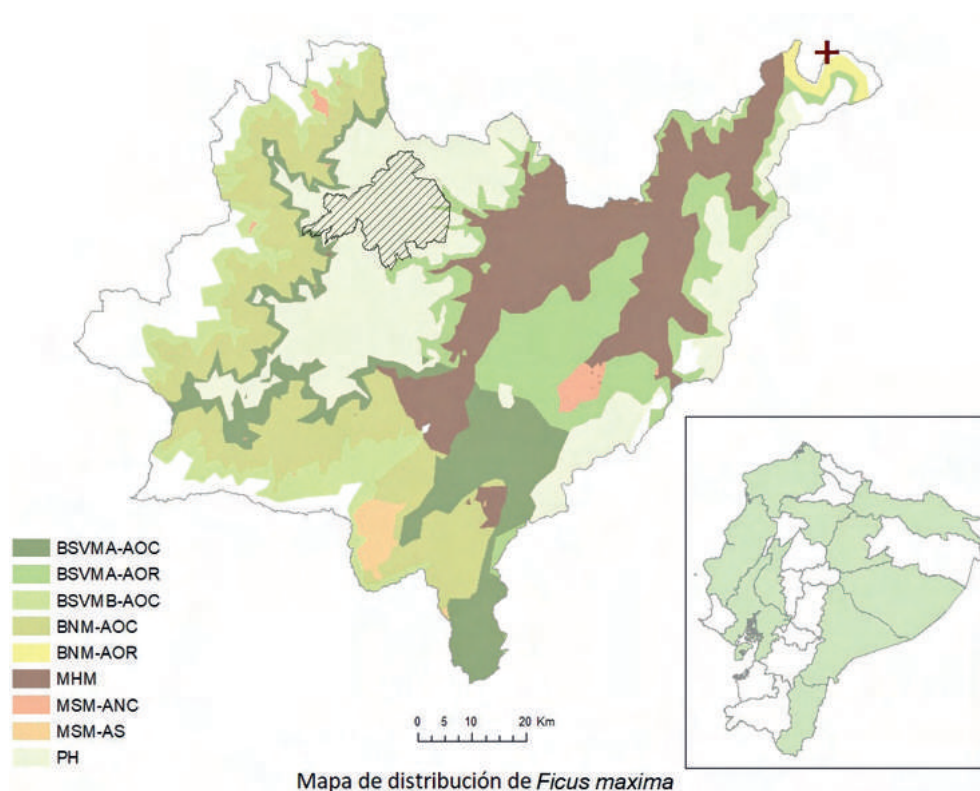 BSVMA-AOC
BSVMA-AOR
BSVMB-AOC
BNM-AOC
BNM-AOR
MHM
MSM-ANC
MSM-AS
PH
0 5 10 20 Km
Mapa de distribución de Ficus maxima